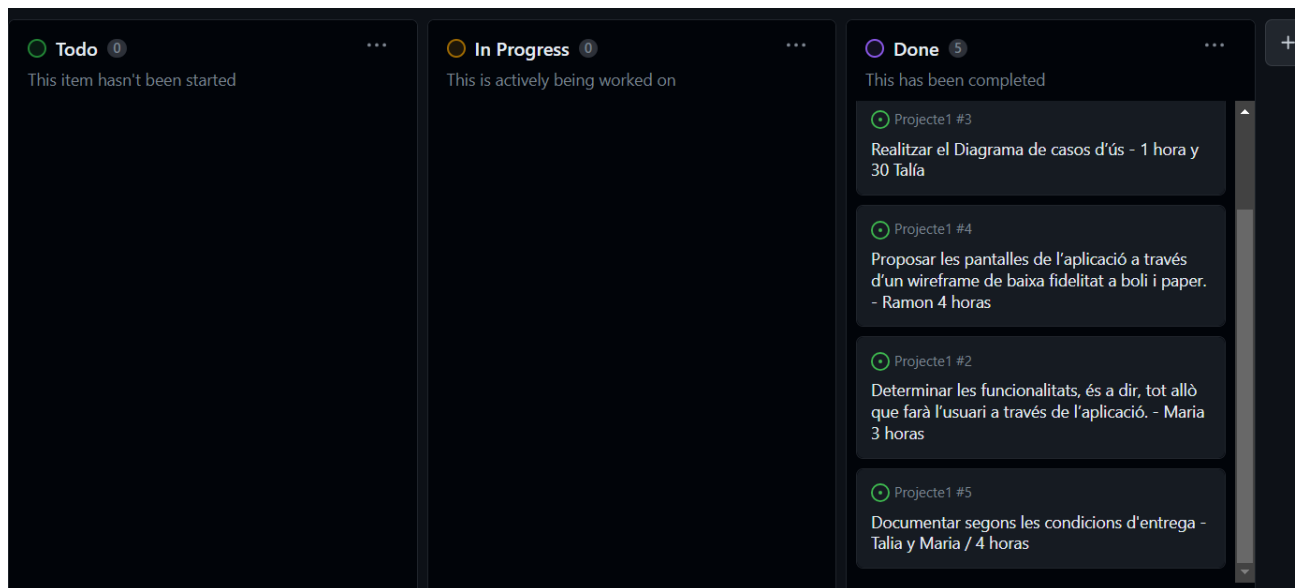 Todo 0
This item hasn't been started
In Progress 0
This is actively being worked on
Done 5
This has been completed
Projecte1 #3
Realitzar el Diagrama de casos d'ús - 1 hora y
30 Talía
Projecte1 #4
Proposar les pantalles de l'aplicació a través
d'un wireframe de baixa fidelitat a boli i paper.
- Ramon 4 horas
Projecte1 #2
Determinar les funcionalitats, és a dir, tot allò
que farà l'usuari a través de l'aplicació. - Maria
3 horas
Projecte1 #5
Documentar segons les condicions d'entrega -
Talia y Maria / 4 horas